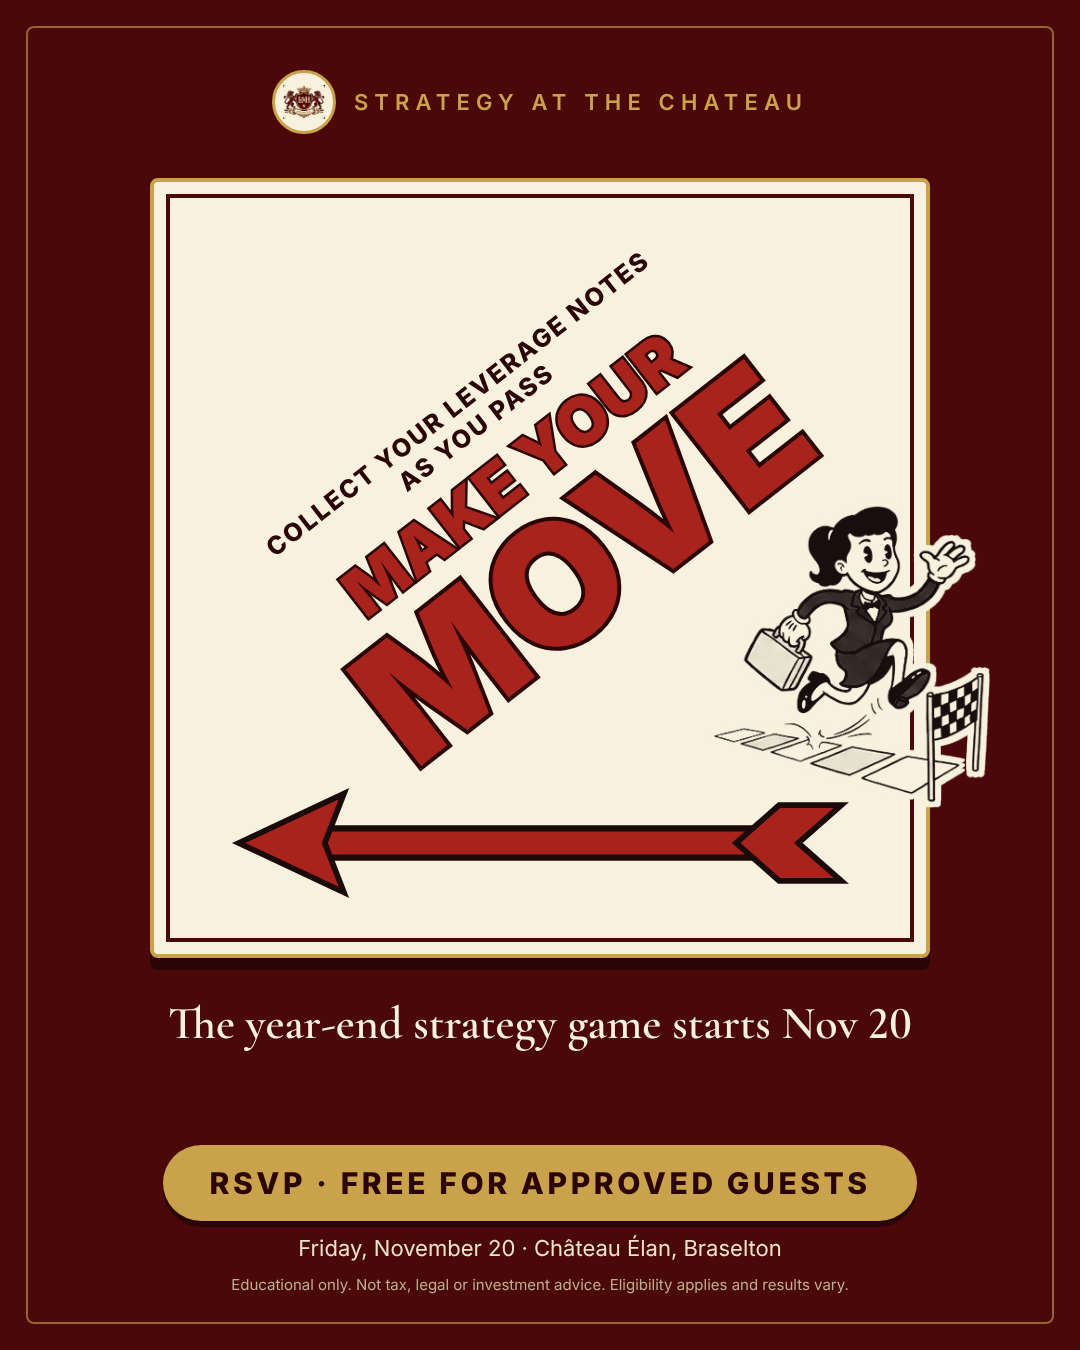 STRATEGY AT THE CHATEAU
COLLECT YOUR LEVERAGE NOTES
AS YOU PASS
MAKE YOUR
MOVE
The year-end strategy game starts Nov 20
RSVP · FREE FOR APPROVED GUESTS
Friday, November 20 · Château Élan, Braselton
Educational only. Not tax, legal or investment advice. Eligibility applies and results vary.